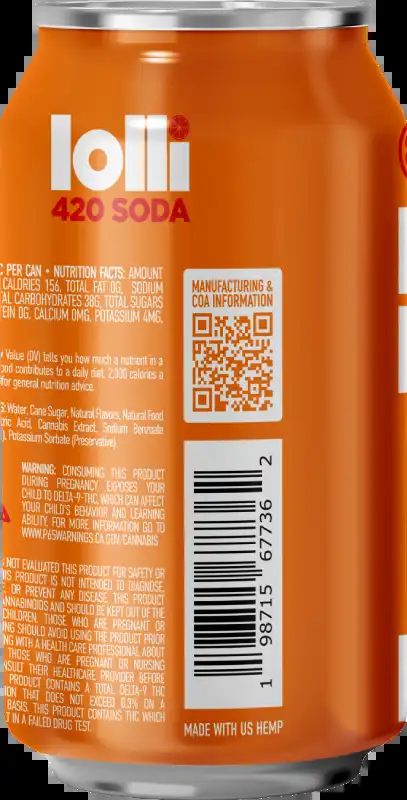 lolli
420 SODA
C PER CAN • NUTRITION FACTS: AMOUNT
CALORIES 156, TOTAL FAT 0G, SODIUM
TAL CARBOHYDRATES 38G, TOTAL SUGARS
TEIN 0G, CALCIUM 0MG, POTASSIUM 4MG,
Value (DV) tells you how much a nutrient in a
ood contributes to a daily diet. 2,000 calories a
for general nutrition advice.
S: Water, Cane Sugar, Natural Flavors, Natural Food
ric Acid, Cannabis Extract, Sodium Benzoate
), Potassium Sorbate (Preservative).
WARNING: CONSUMING THIS PRODUCT
DURING PREGNANCY EXPOSES YOUR
CHILD TO DELTA-9-THC, WHICH CAN AFFECT
YOUR CHILD'S BEHAVIOR AND LEARNING
ABILITY. FOR MORE INFORMATION GO TO
WWW.P65WARNINGS.CA.GOV/CANNABIS
NOT EVALUATED THIS PRODUCT FOR SAFETY OR
IS PRODUCT IS NOT INTENDED TO DIAGNOSE,
OR PREVENT ANY DISEASE. THIS PRODUCT
ANNABINOIDS AND SHOULD BE KEPT OUT OF THE
CHILDREN. THOSE WHO ARE PREGNANT OR
NG SHOULD AVOID USING THE PRODUCT PRIOR
NG WITH A HEALTH CARE PROFESSIONAL ABOUT
THOSE WHO ARE PREGNANT OR NURSING
NSULT THEIR HEALTHCARE PROVIDER BEFORE
PRODUCT CONTAINS A TOTAL DELTA-9 THC
ION THAT DOES NOT EXCEED 0.3% ON A
BASIS. THIS PRODUCT CONTAINS THC WHICH
LT IN A FAILED DRUG TEST.
MANUFACTURING &
COA INFORMATION
1 98715 67736 2
MADE WITH US HEMP